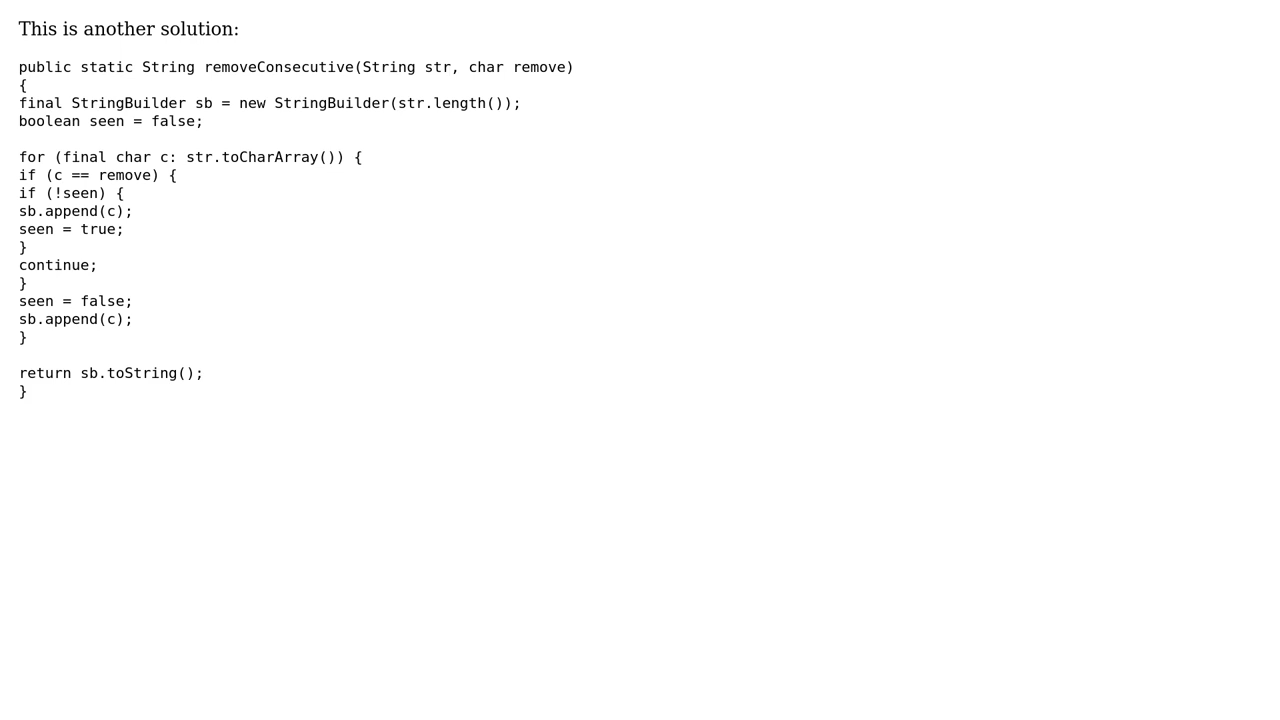 This is another solution:
public static String removeConsecutive(String str, char remove)
{
final StringBuilder sb = new StringBuilder(str.length());
boolean seen = false;
for (final char c: str.toCharArray()) {
if (c == remove) {
if (!seen) {
sb.append(c);
seen = true;
}
continue;
}
seen = false;
sb.append(c);
}
return sb.toString();
}